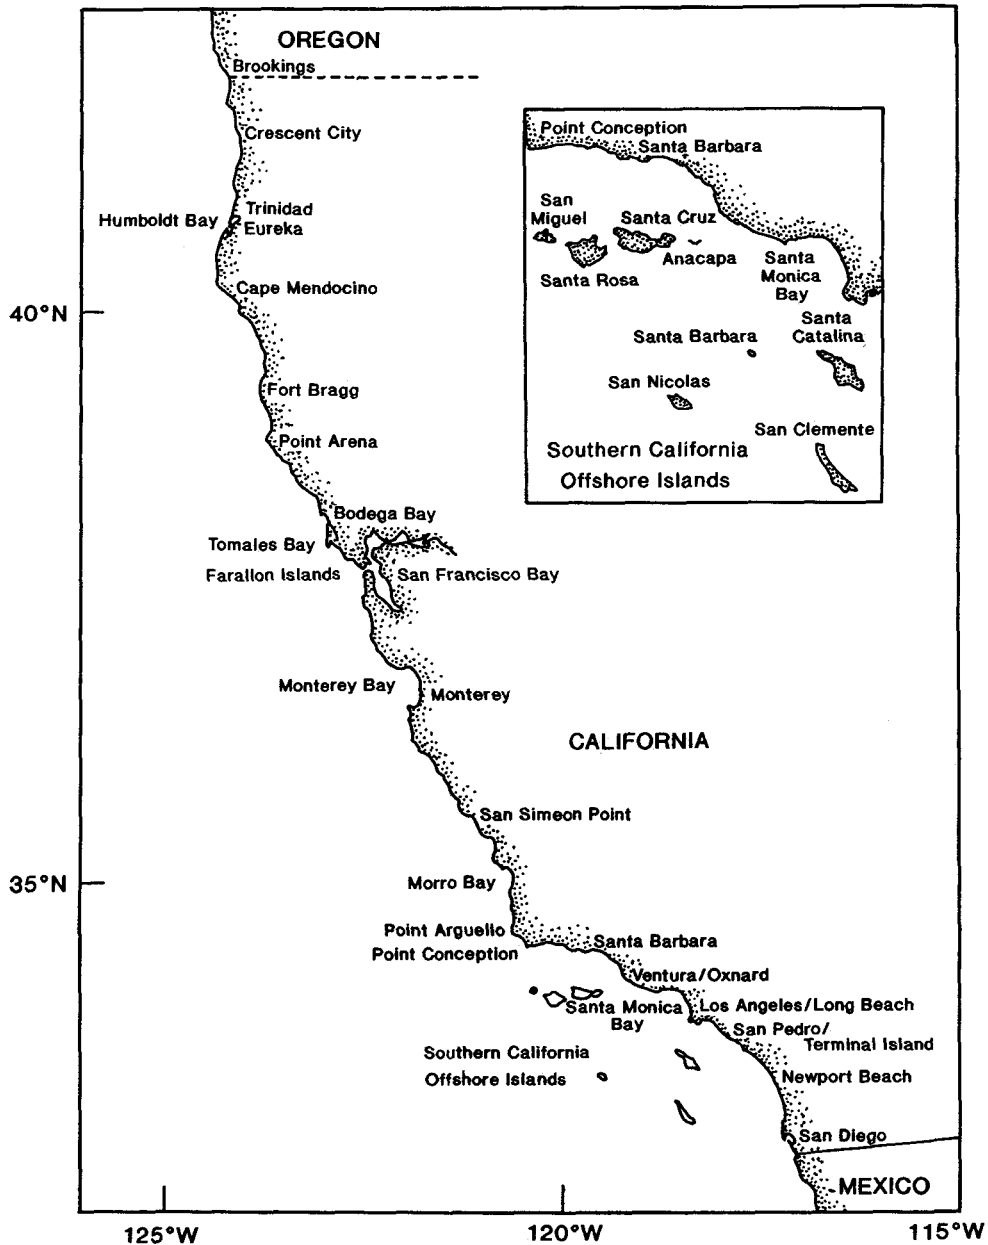 OREGON
Brookings
Crescent City
Trinidad
Humboldt Bay
Eureka
Cape Mendocino
40°N
Fort Bragg
Point Arena
Bodega Bay
Tomales Bay
Farallon Islands
San Francisco Bay
Monterey Bay
Monterey
CALIFORNIA
San Simeon Point
35°N
Morro Bay
Point Arguello
Point Conception
Santa Barbara
Ventura/Oxnard
Santa Monica
Bay
Los Angeles/Long Beach
San Pedro/
Terminal Island
Southern California
Offshore Islands
Newport Beach
San Diego
MEXICO
125°W
120°W
115°W
Point Conception
Santa Barbara
San
Miguel
Santa Cruz
Anacapa
Santa Rosa
Santa
Monica
Bay
Santa
Catalina
Santa Barbara
San Nicolas
San Clemente
Southern California
Offshore Islands